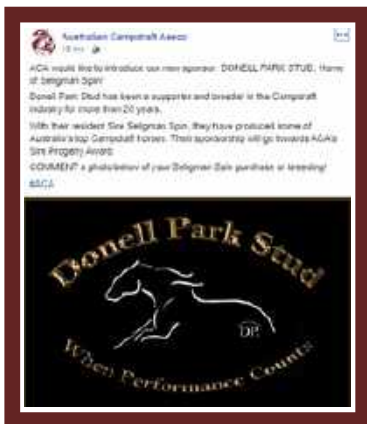 Australian Campdraft Associ
ACA would like to introduce our new sponsor: DONELL PARK STUD, Home
of Seligman Spin!
Donell Park Stud has been a supporter and breeder in the Campdraft
industry for more than 20 years.
With their resident Sire Seligman Spin, they have produced some of
Australia's top Campdraft horses. Their sponsorship will go towards ACA's
Sire Progeny Award.
COMMENT a photo of your Seligman Spin purchase or breeding!
#ACA
Donell Park Stud
DP
When Performance Counts